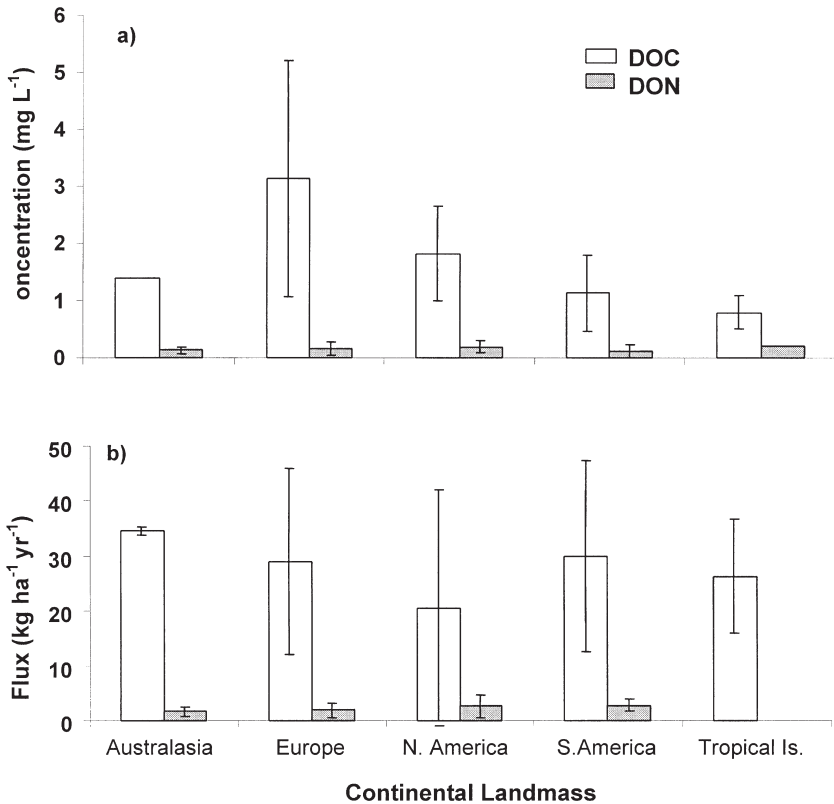 a)
DOC
DON
oncentration (mg L⁻¹)
6
5
4
3
2
1
0
b)
Flux (kg ha⁻¹ yr⁻¹)
50
40
30
20
10
0
Australasia Europe N. America S.America Tropical Is.
Continental Landmass